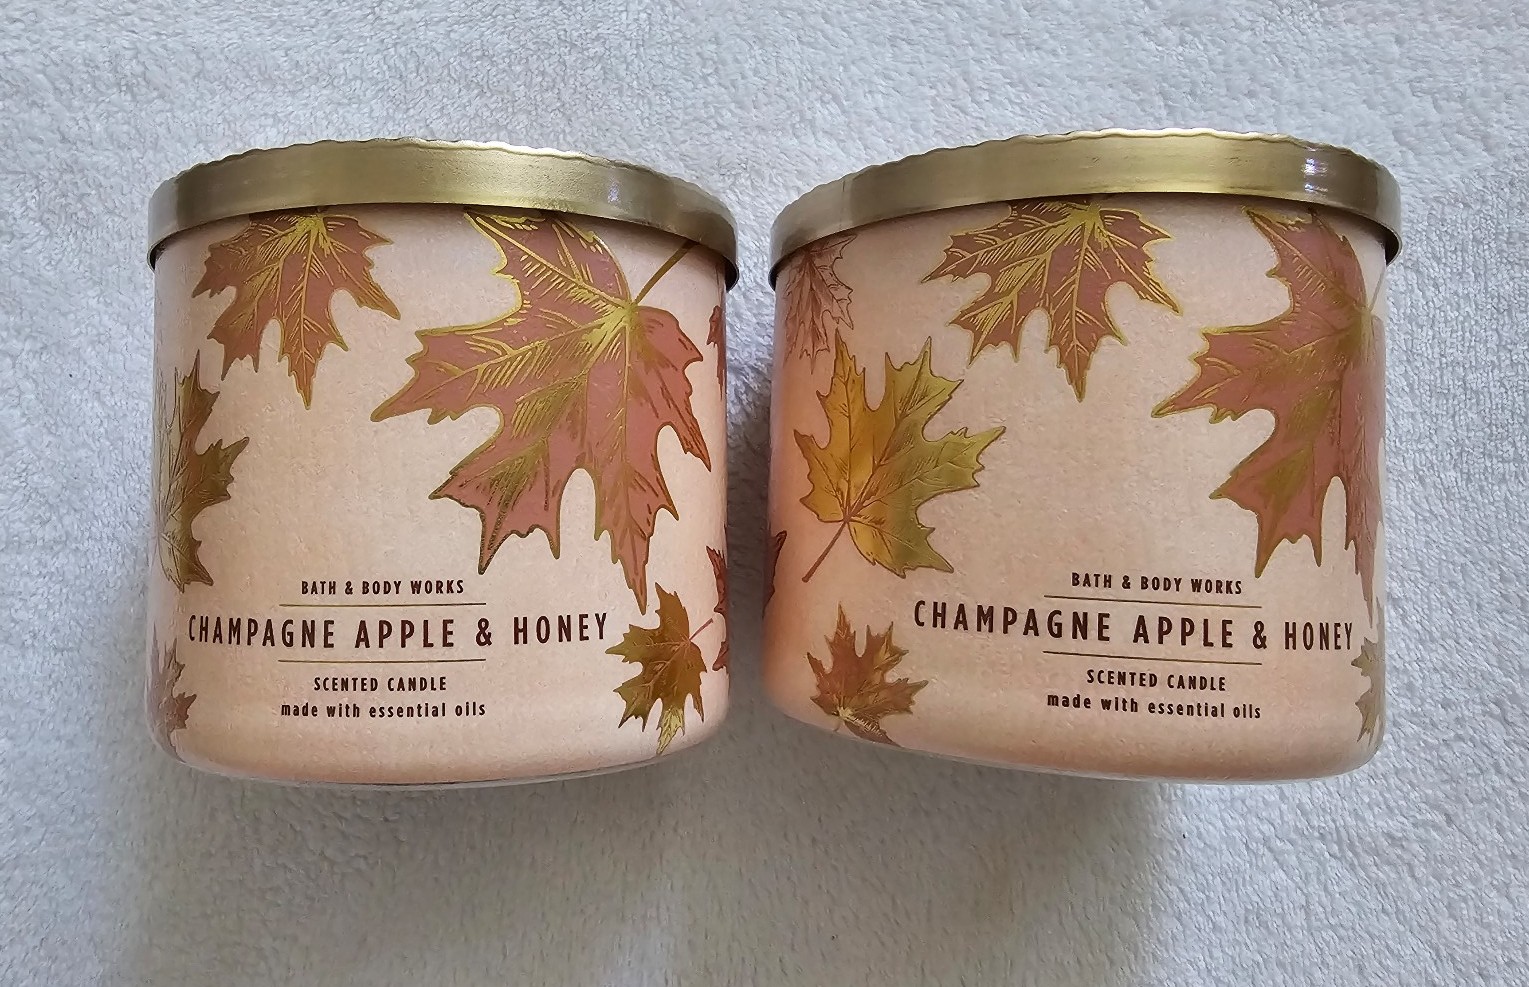 BATH & BODY WORKS
CHAMPAGNE APPLE & HONEY
SCENTED CANDLE
made with essential oils
BATH & BODY WORKS
CHAMPAGNE APPLE & HONEY
SCENTED CANDLE
made with essential oils